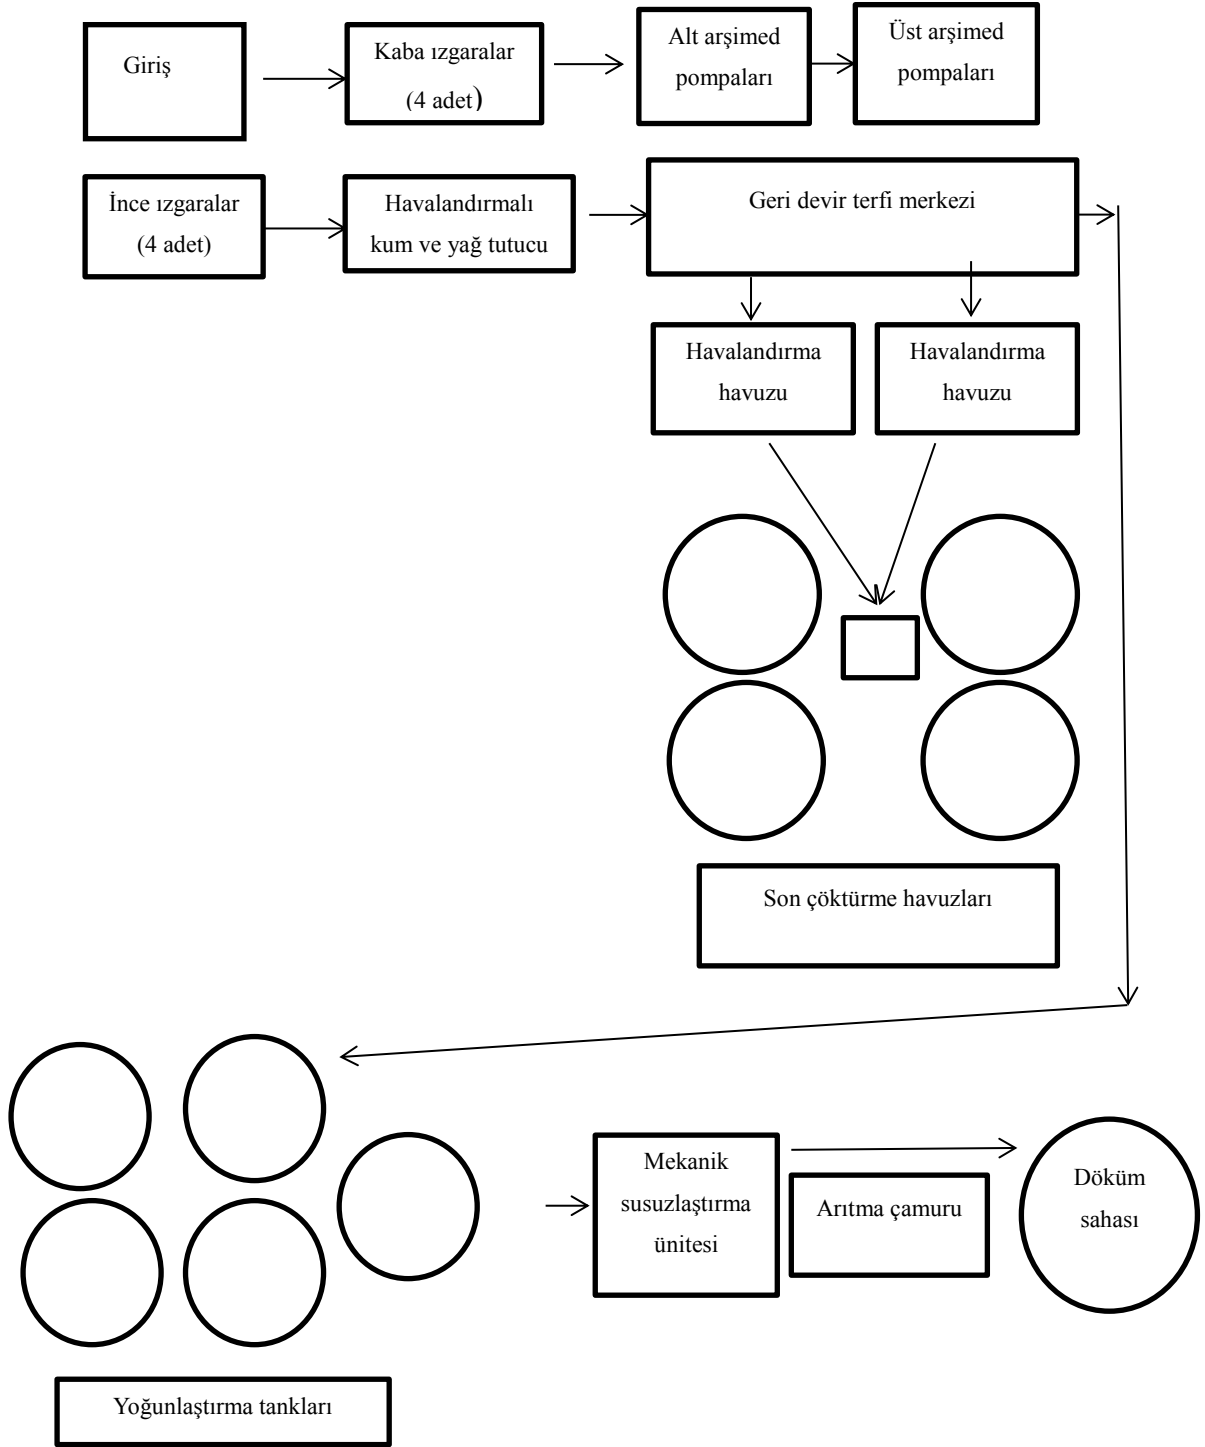 Giriş
Kaba ızgaralar
(4 adet)
Alt arşimed
pompaları
Üst arşimed
pompaları
İnce ızgaralar
(4 adet)
Havalandırmalı
kum ve yağ tutucu
Geri devir terfi merkezi
Havalandırma
havuzu
Havalandırma
havuzu
Son çöktürme havuzları
Mekanik
susuzlaştırma
ünitesi
Arıtma çamuru
Döküm
sahası
Yoğunlaştırma tankları